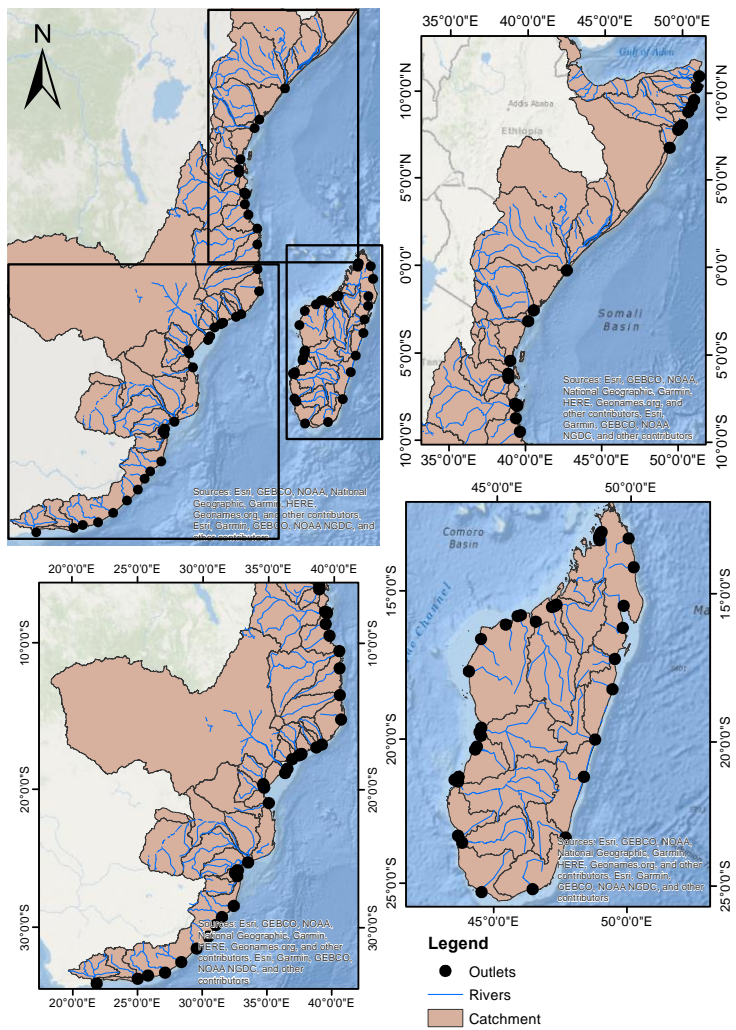 N
Sources: Esri, GEBCO, NOAA, National
Geographic, Garmin, HERE,
Geonames.org, and other contributors,
Esri, Garmin, GEBCO, NOAA NGDC, and
other contributors
35°0'0"E 40°0'0"E 45°0'0"E 50°0'0"E
Gulf of Aden
10°0'0"N 10°0'0"N
Addis Ababa
Ethiopia
5°0'0"N 5°0'0"N
0°0'0" 0°0'0"
Somali
Basin
5°0'0"S 5°0'0"S
Sources: Esri, GEBCO, NOAA,
National Geographic, Garmin,
HERE, Geonames.org, and
other contributors, Esri,
Garmin, GEBCO, NOAA
NGDC, and other contributors
10°0'0"S 10°0'0"S
35°0'0"E 40°0'0"E 45°0'0"E 50°0'0"E
20°0'0"E 25°0'0"E 30°0'0"E 35°0'0"E 40°0'0"E
10°0'0"S 10°0'0"S
20°0'0"S 20°0'0"S
30°0'0"S 30°0'0"S
Sources: Esri, GEBCO, NOAA,
National Geographic, Garmin,
HERE, Geonames.org, and other
contributors, Esri, Garmin, GEBCO,
NOAA NGDC, and other
contributors
20°0'0"E 25°0'0"E 30°0'0"E 35°0'0"E 40°0'0"E
45°0'0"E 50°0'0"E
Comoro
Basin
15°0'0"S 15°0'0"S
Channel
20°0'0"S 20°0'0"S
Sources: Esri, GEBCO, NOAA,
National Geographic, Garmin,
HERE, Geonames.org, and other
contributors, Esri, Garmin,
GEBCO, NOAA NGDC, and other
contributors
25°0'0"S 25°0'0"S
45°0'0"E 50°0'0"E
Legend
Outlets
Rivers
Catchment